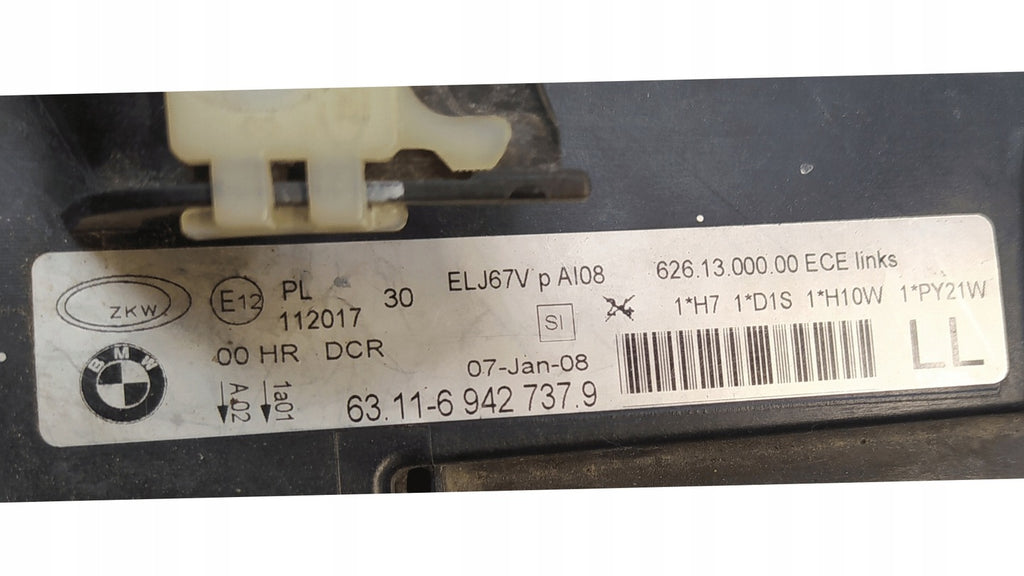 ZKW
E12
PL
112017
30
ELJ67V p AI08
626.13.000.00 ECE links
SI
1*H7 1*D1S 1*H10W 1*PY21W
00 HR DCR
07-Jan-08
LL
BMW
A02
1a01
63.11-6 942 737.9